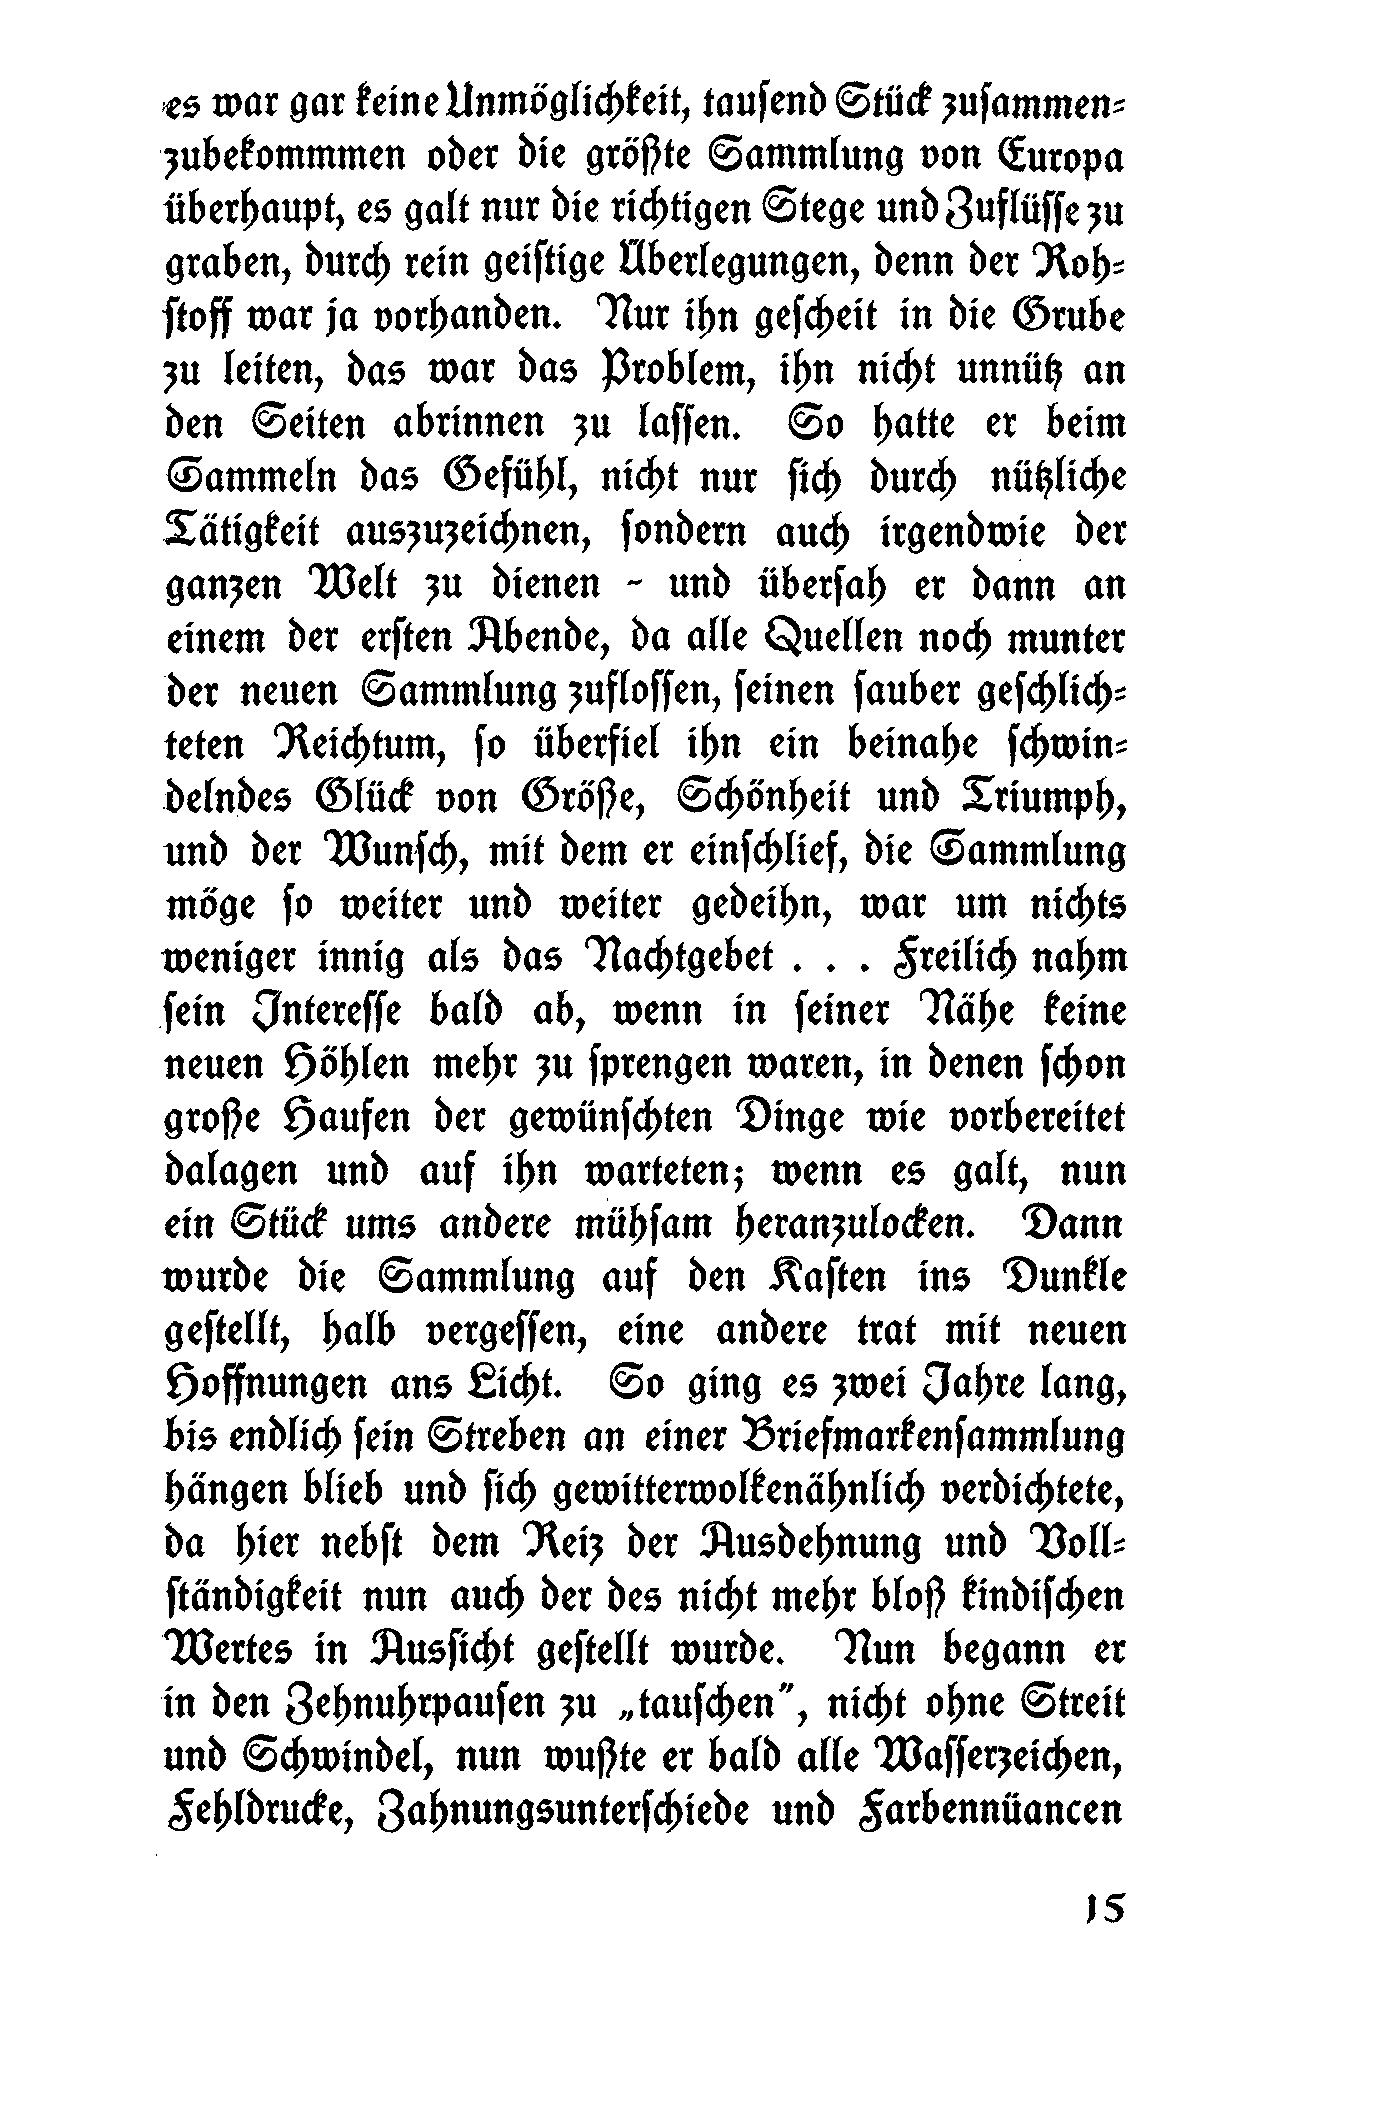 es war gar keine Unmöglichkeit, tausend Stück zusammen-
zubekommmen oder die größte Sammlung von Europa
überhaupt, es galt nur die richtigen Stege und Zuflüsse zu
graben, durch rein geistige Überlegungen, denn der Roh-
stoff war ja vorhanden. Nur ihn gescheit in die Grube
zu leiten, das war das Problem, ihn nicht unnütz an
den Seiten abrinnen zu lassen. So hatte er beim
Sammeln das Gefühl, nicht nur sich durch nützliche
Tätigkeit auszuzeichnen, sondern auch irgendwie der
ganzen Welt zu dienen - und übersah er dann an
einem der ersten Abende, da alle Quellen noch munter
der neuen Sammlung zuflossen, seinen sauber geschlich-
teten Reichtum, so überfiel ihn ein beinahe schwin-
delndes Glück von Größe, Schönheit und Triumph,
und der Wunsch, mit dem er einschlief, die Sammlung
möge so weiter und weiter gedeihn, war um nichts
weniger innig als das Nachtgebet . . . Freilich nahm
sein Interesse bald ab, wenn in seiner Nähe keine
neuen Höhlen mehr zu sprengen waren, in denen schon
große Haufen der gewünschten Dinge wie vorbereitet
dalagen und auf ihn warteten; wenn es galt, nun
ein Stück ums andere mühsam heranzulocken. Dann
wurde die Sammlung auf den Kasten ins Dunkle
gestellt, halb vergessen, eine andere trat mit neuen
Hoffnungen ans Licht. So ging es zwei Jahre lang,
bis endlich sein Streben an einer Briefmarkensammlung
hängen blieb und sich gewitterwolkenähnlich verdichtete,
da hier nebst dem Reiz der Ausdehnung und Voll-
ständigkeit nun auch der des nicht mehr bloß kindischen
Wertes in Aussicht gestellt wurde. Nun begann er
in den Zehnuhrpausen zu „tauschen", nicht ohne Streit
und Schwindel, nun wußte er bald alle Wasserzeichen,
Fehldrucke, Zahnungsunterschiede und Farbennüancen
15